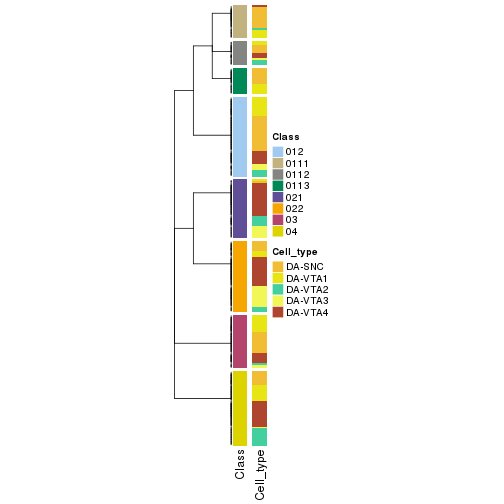 Class
012
0111
0112
0113
021
022
03
04
Cell_type
DA-SNC
DA-VTA1
DA-VTA2
DA-VTA3
DA-VTA4
Class
Cell_type